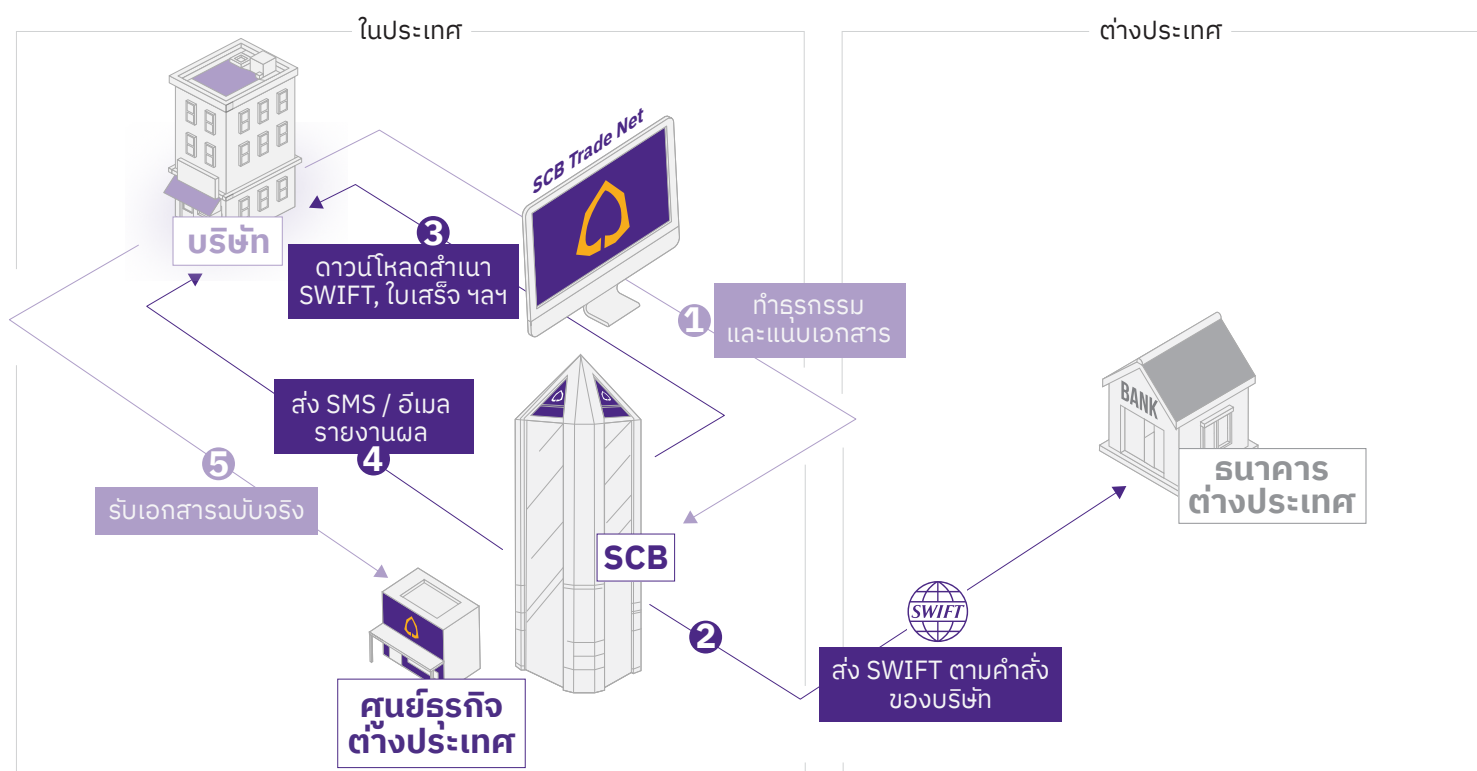 ในประเทศ
ต่างประเทศ
SCB Trade Net
บริษัท
3
ดาวน์โหลดสำเนา
SWIFT, ใบเสร็จ ฯลฯ
1
ทำธุรกรรม
และแนบเอกสาร
ส่ง SMS / อีเมล
รายงานผล
4
5
รับเอกสารฉบับจริง
BANK
ธนาคาร
ต่างประเทศ
SCB
SWIFT
2
ส่ง SWIFT ตามคำสั่ง
ของบริษัท
ศูนย์ธุรกิจ
ต่างประเทศ